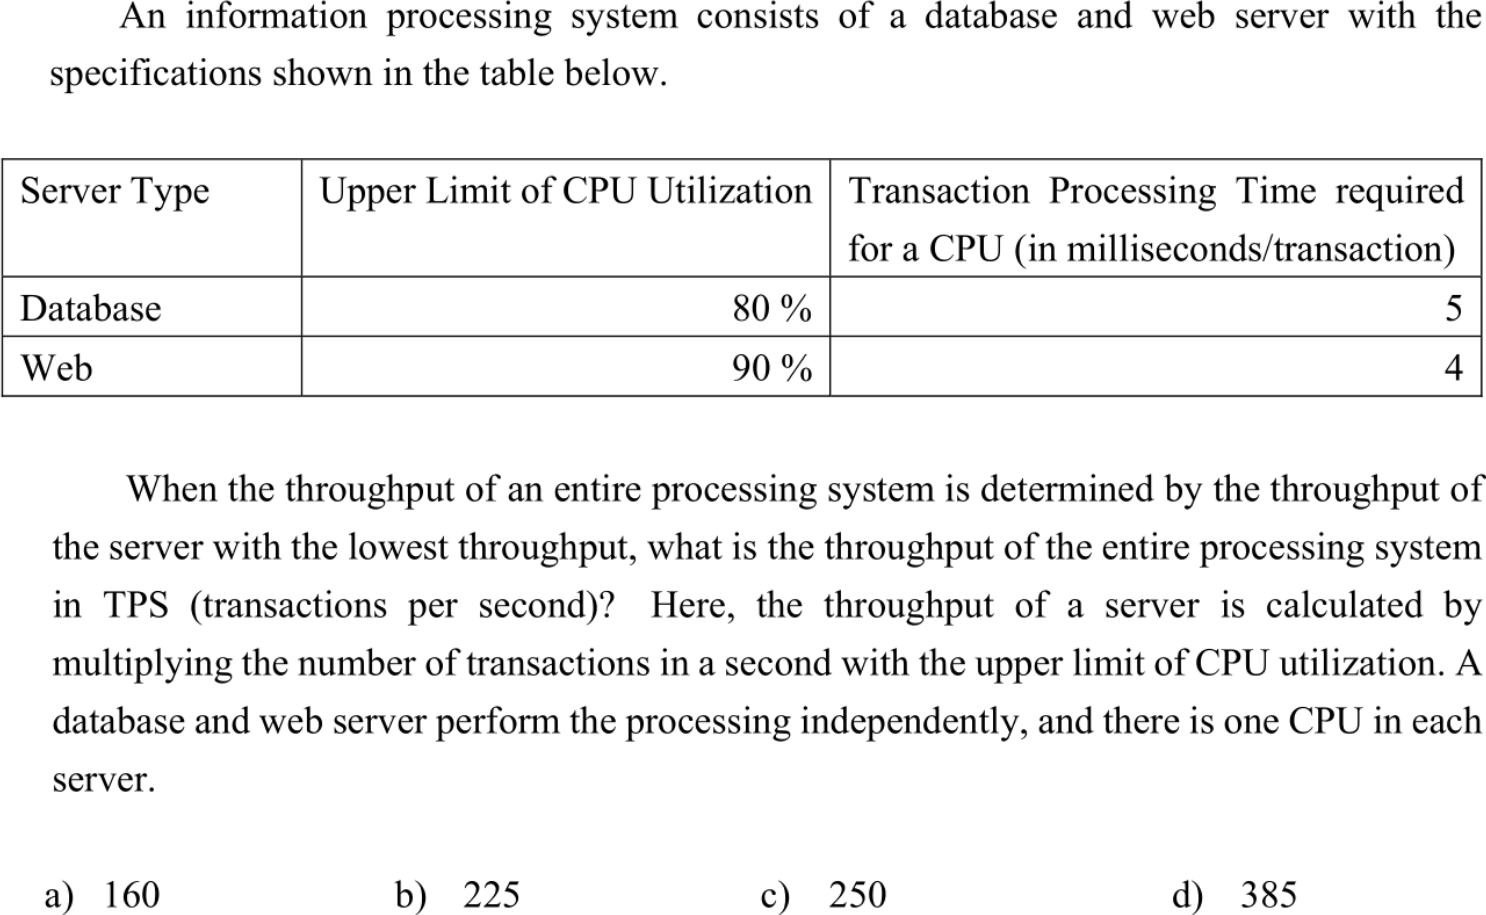 An information processing system consists of a database and web server with the
specifications shown in the table below.
Server Type Upper Limit of CPU Utilization Transaction Processing Time required
for a CPU (in milliseconds/transaction)
Database 80 % 5
Web 90 % 4
When the throughput of an entire processing system is determined by the throughput of
the server with the lowest throughput, what is the throughput of the entire processing system
in TPS (transactions per second)? Here, the throughput of a server is calculated by
multiplying the number of transactions in a second with the upper limit of CPU utilization. A
database and web server perform the processing independently, and there is one CPU in each
server.
a) 160 b) 225 c) 250 d) 385